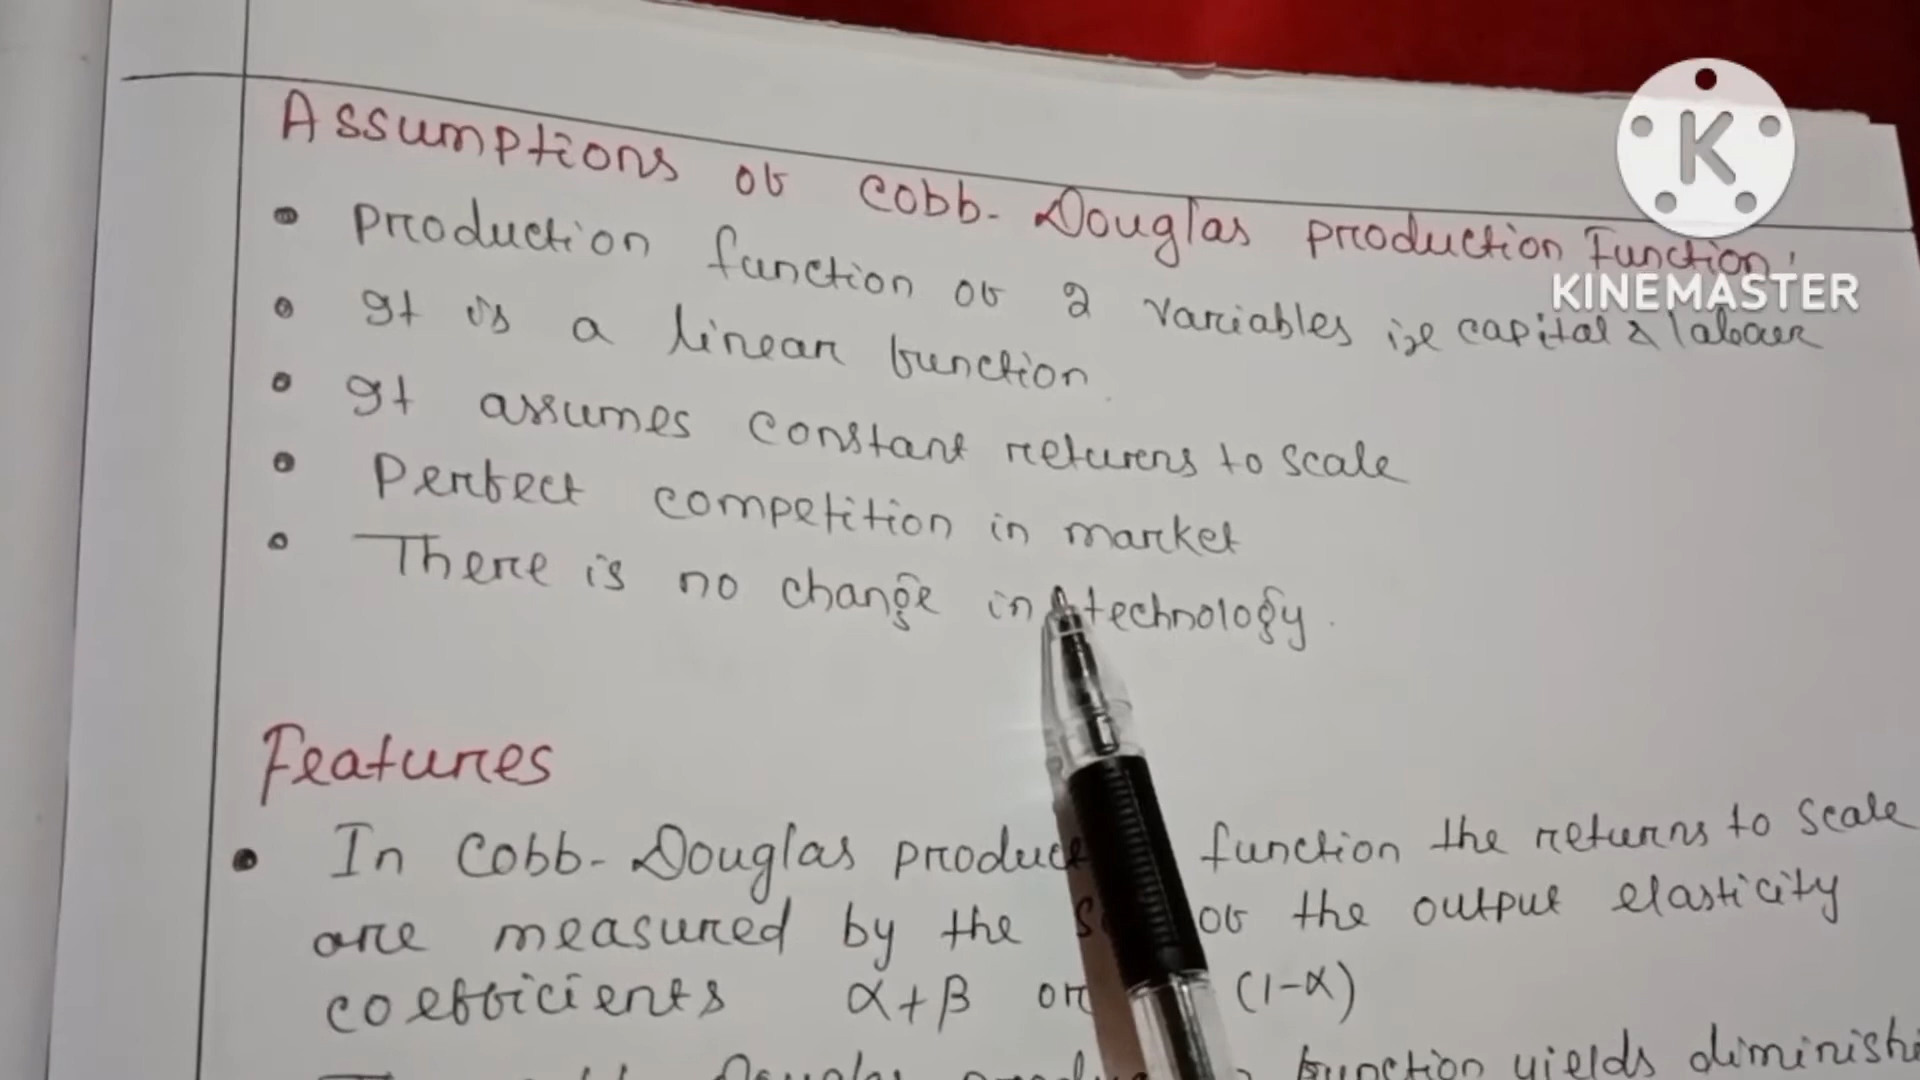 Assumptions of Cobb-Douglas production Function:
• Production function of 2 variables i.e capital & labour
• It is a linear function
• It assumes constant returns to scale
• Perfect competition in market
• There is no change in technology.
Features
• In Cobb-Douglas function the returns to scale
are measured by the of the output elasticity
coefficients α+β or (1-α)
Douglas function yields
K
KINEMASTER